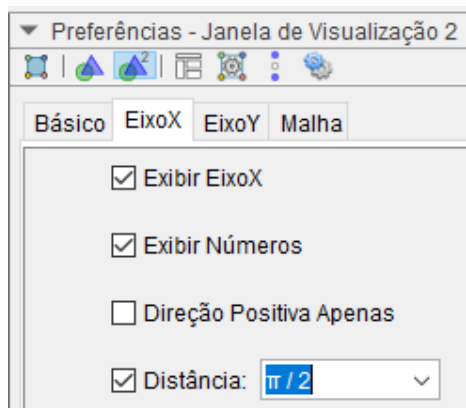 Preferências - Janela de Visualização 2
Básico EixoX EixoY Malha
Exibir EixoX
Exibir Números
Direção Positiva Apenas
Distância: π / 2